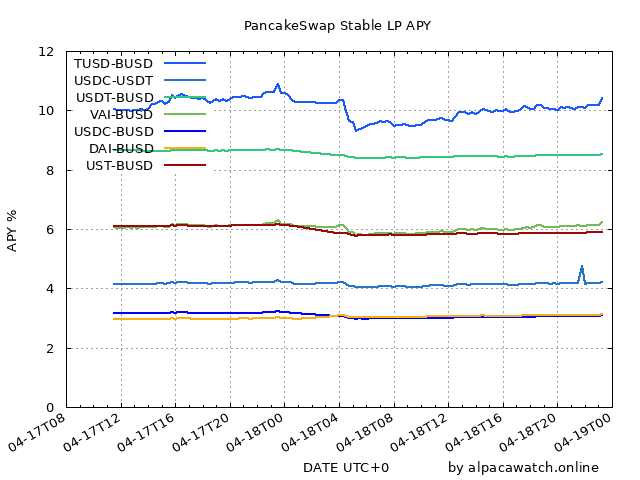 PancakeSwap Stable LP APY
12
10
8
6
4
2
0
APY %
TUSD-BUSD
USDC-USDT
USDT-BUSD
VAI-BUSD
USDC-BUSD
DAI-BUSD
UST-BUSD
04-17T08
04-17T12
04-17T16
04-17T20
04-18T00
04-18T04
04-18T08
04-18T12
04-18T16
04-18T20
04-19T00
DATE UTC+0
by alpacawatch.online